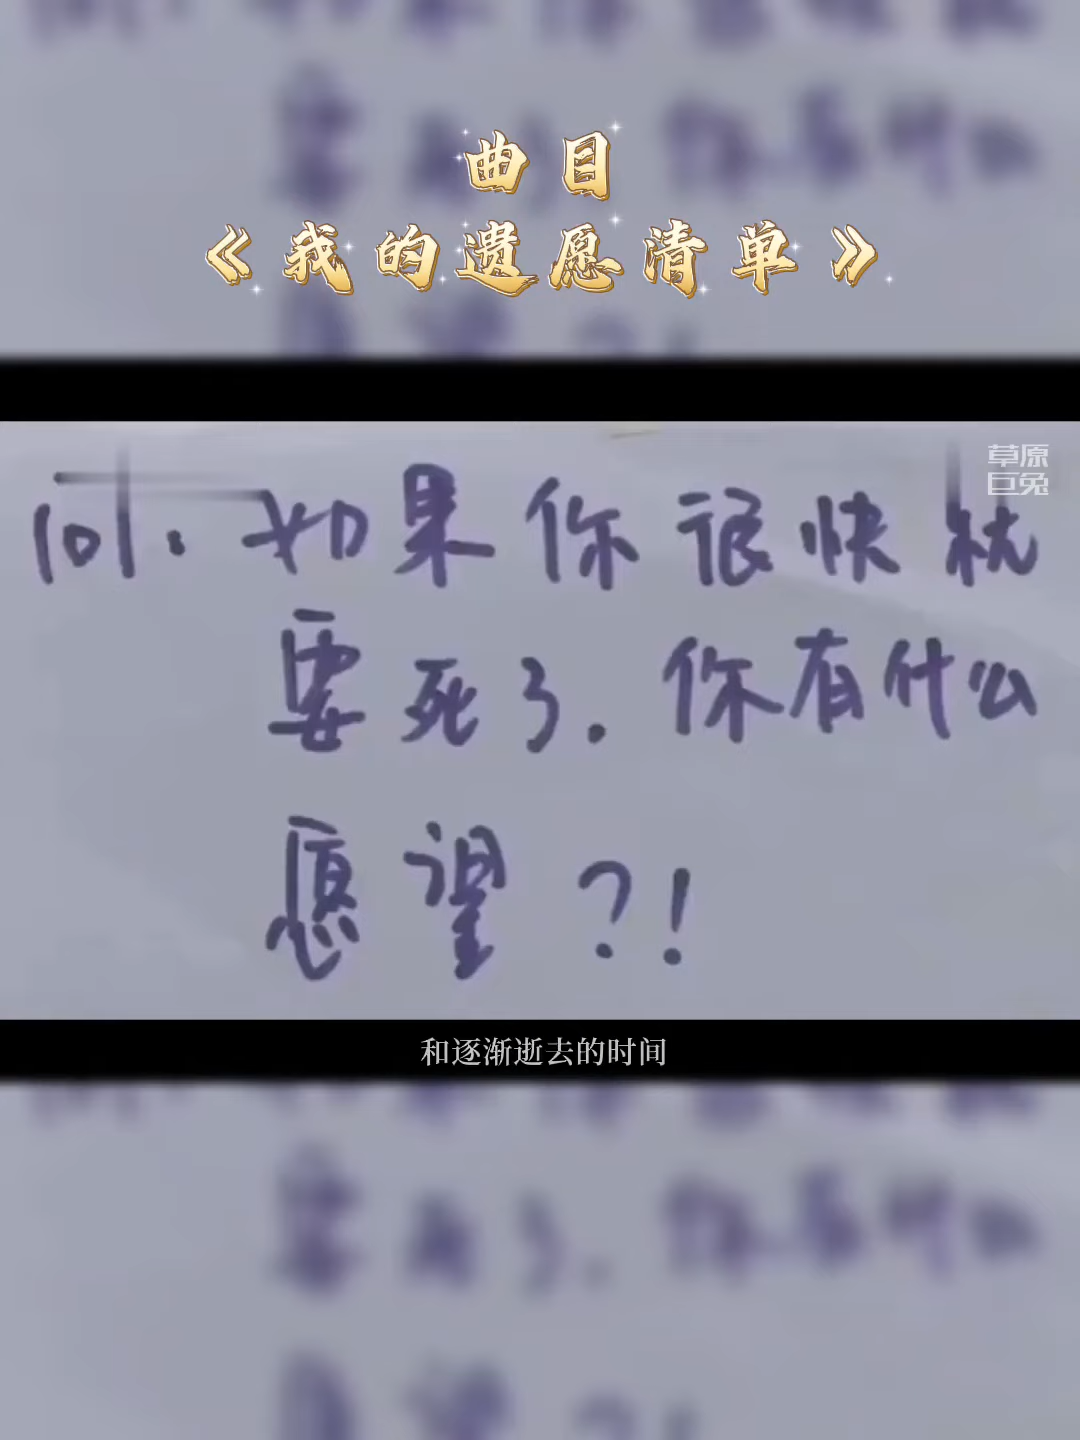 曲目
《我的遗愿清单》
草原
巨兔
101、如果你很快就
要死了.你有什么
愿望?!
和逐渐逝去的时间